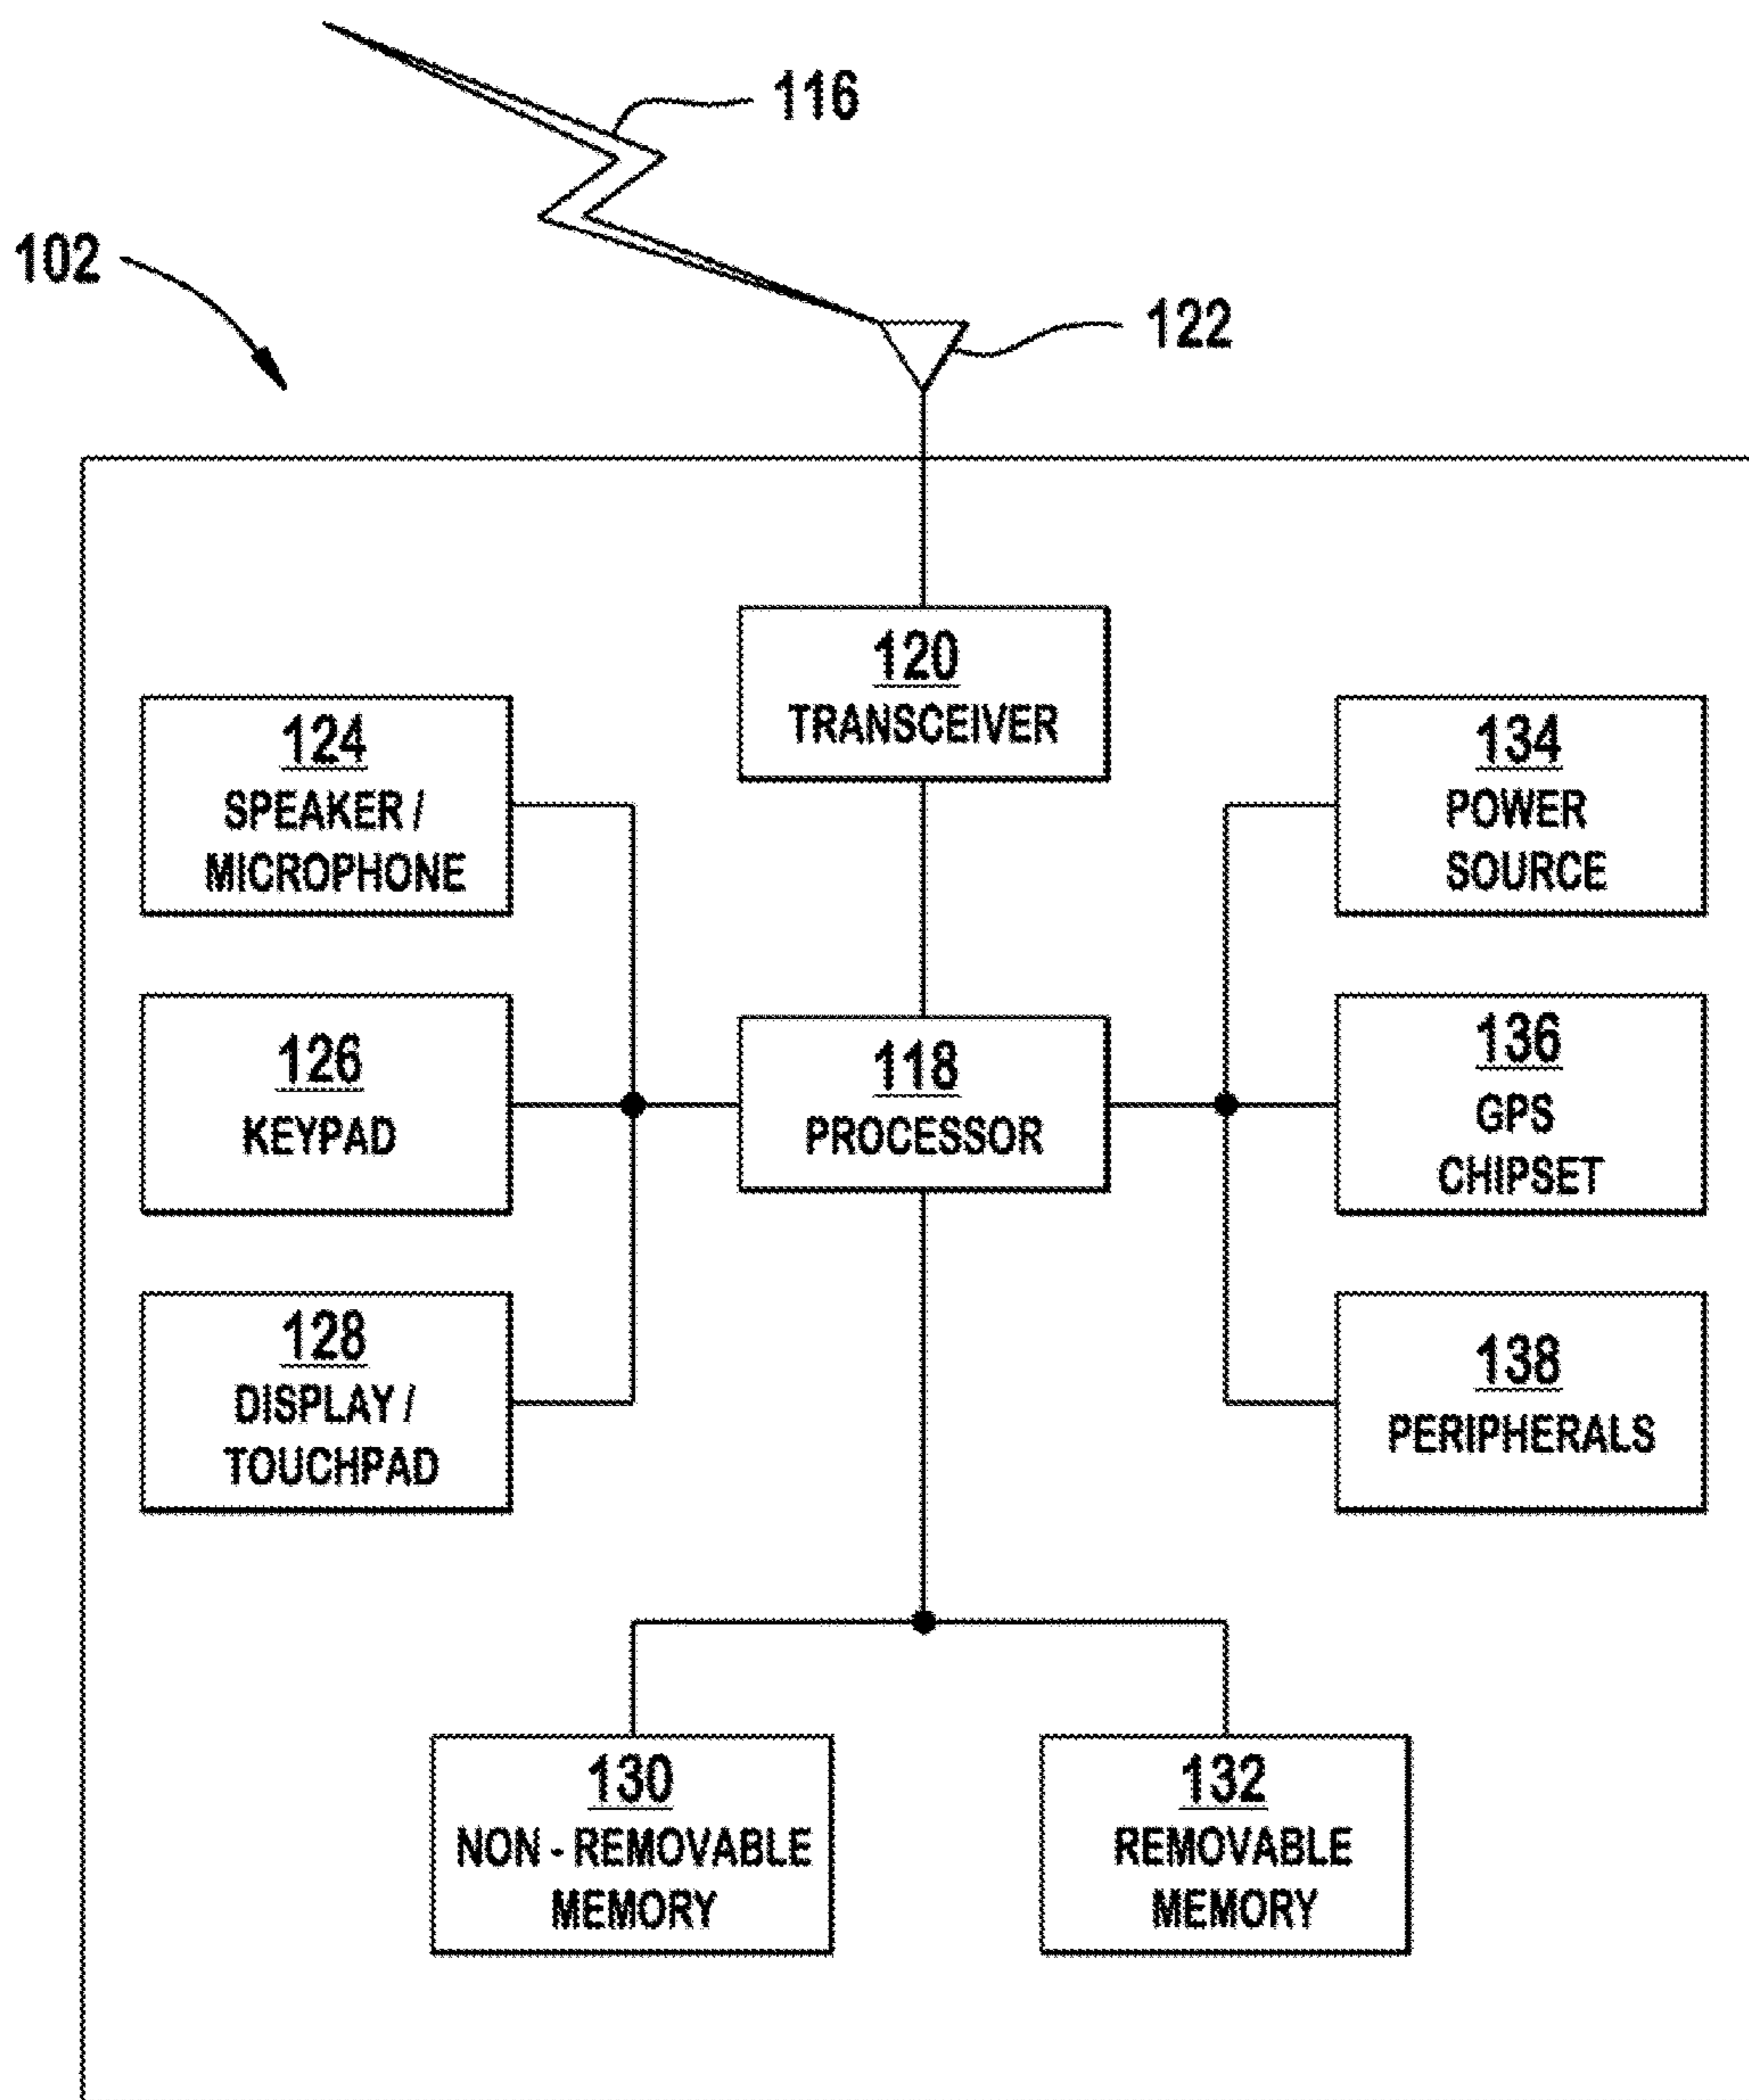 116
102
122
120
TRANSCEIVER
124
SPEAKER /
MICROPHONE
134
POWER
SOURCE
126
KEYPAD
118
PROCESSOR
136
GPS
CHIPSET
128
DISPLAY /
TOUCHPAD
138
PERIPHERALS
130
NON - REMOVABLE
MEMORY
132
REMOVABLE
MEMORY